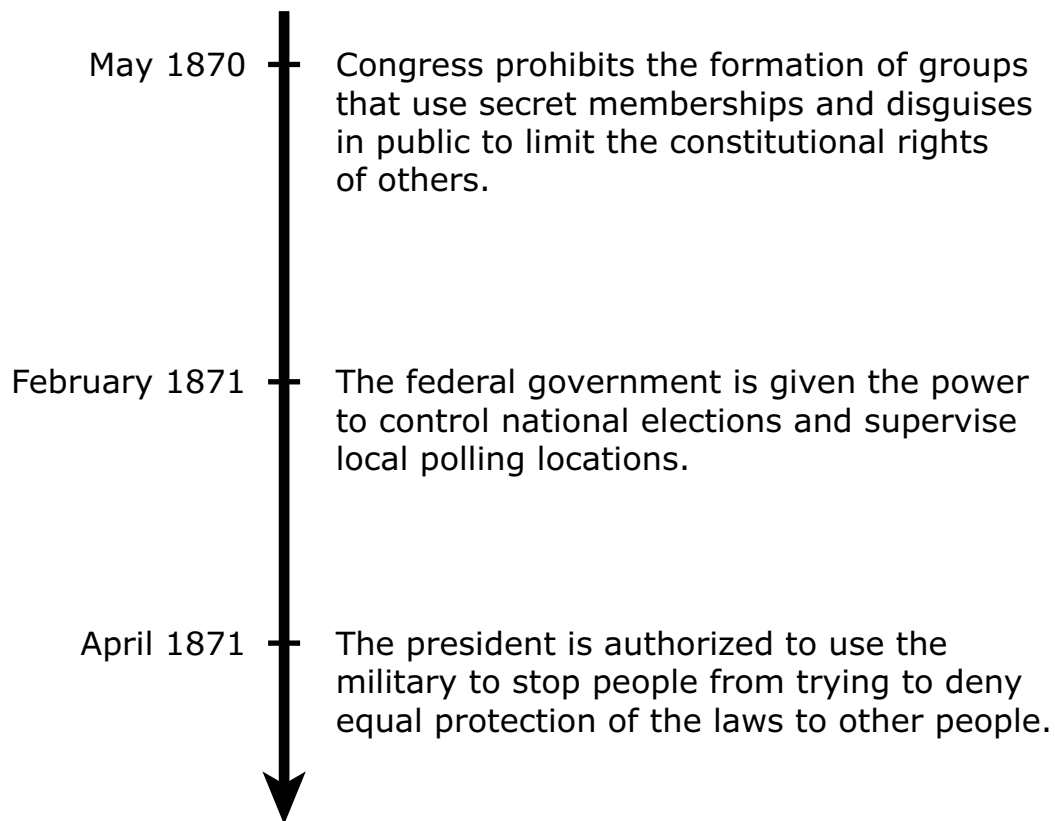 May 1870
Congress prohibits the formation of groups
that use secret memberships and disguises
in public to limit the constitutional rights
of others.
February 1871
The federal government is given the power
to control national elections and supervise
local polling locations.
April 1871
The president is authorized to use the
military to stop people from trying to deny
equal protection of the laws to other people.